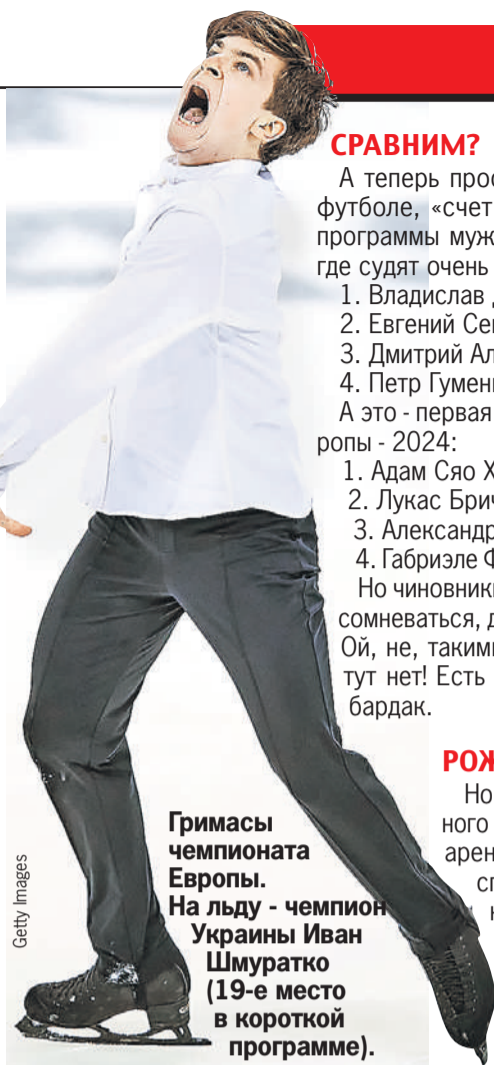 СРАВНИМ?
А теперь прос
футболе, «счет
программы муж
где судят очень
1. Владислав
2. Евгений Се
3. Дмитрий Ал
4. Петр Гумен
А это - первая
ропы - 2024:
1. Адам Сяо Х
2. Лукас Брич
3. Александр
4. Габриэле Ф
Но чиновники
сомневаться, д
Ой, не, таким
тут нет! Есть
бардак.
РОЖ
Но
ного
арен
сп
Гримасы
чемпионата
Европы.
На льду - чемпион
Украины Иван
Шмуратко
(19-е место
в короткой
программе).
Getty Images